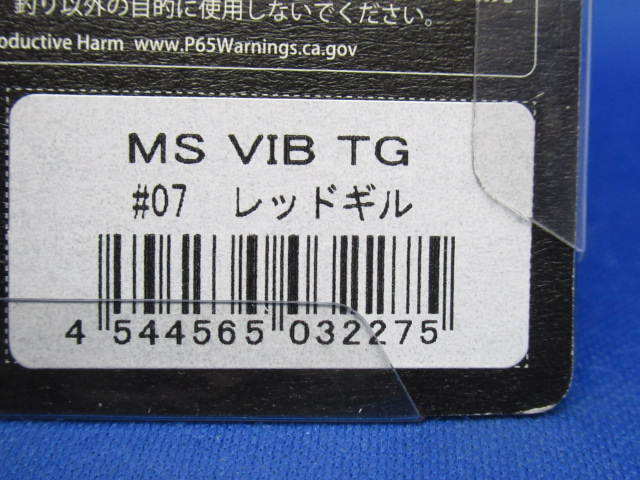 釣り以外の目的に使用しないでください。
oductive Harm www.P65Warnings.ca.gov
MS VIB TG
#07 レッドギル
4 544565 032275